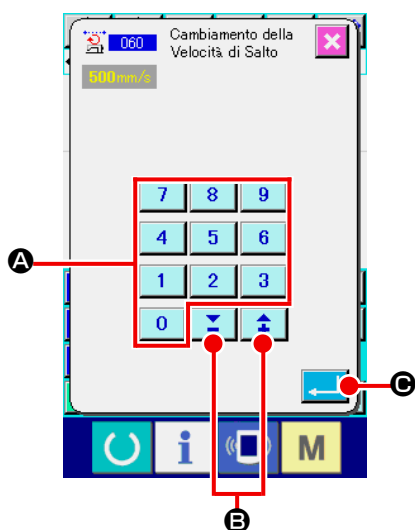 060
Cambiamento della
Velocità di Salto
500mm/s
7 8 9
4 5 6
1 2 3
0
A
B
C
i
M